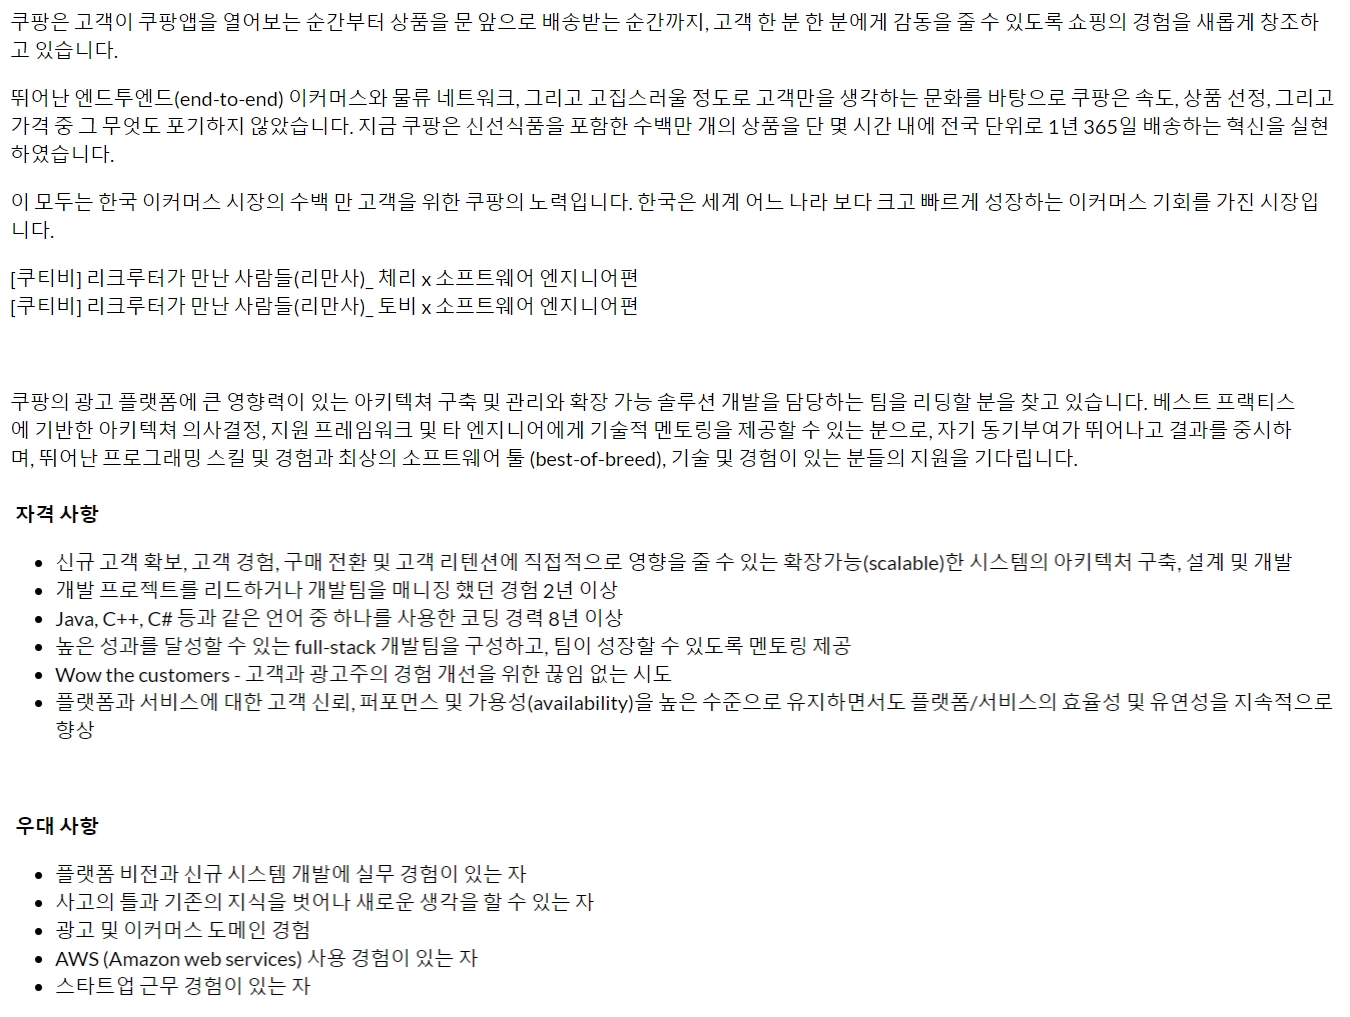 쿠팡은 고객이 쿠팡앱을 열어보는 순간부터 상품을 문 앞으로 배송받는 순간까지, 고객 한 분 한 분에게 감동을 줄 수 있도록 쇼핑의 경험을 새롭게 창조하
고 있습니다.
뛰어난 엔드투엔드(end-to-end) 이커머스와 물류 네트워크, 그리고 고집스러울 정도로 고객만을 생각하는 문화를 바탕으로 쿠팡은 속도, 상품 선정, 그리고
가격 중 그 무엇도 포기하지 않았습니다. 지금 쿠팡은 신선식품을 포함한 수백만 개의 상품을 단 몇 시간 내에 전국 단위로 1년 365일 배송하는 혁신을 실현
하였습니다.
이 모두는 한국 이커머스 시장의 수백 만 고객을 위한 쿠팡의 노력입니다. 한국은 세계 어느 나라 보다 크고 빠르게 성장하는 이커머스 기회를 가진 시장입
니다.
[쿠티비] 리크루터가 만난 사람들(리만사)_ 체리 x 소프트웨어 엔지니어편
[쿠티비] 리크루터가 만난 사람들(리만사)_ 토비 x 소프트웨어 엔지니어편
쿠팡의 광고 플랫폼에 큰 영향력이 있는 아키텍쳐 구축 및 관리와 확장 가능 솔루션 개발을 담당하는 팀을 리딩할 분을 찾고 있습니다. 베스트 프랙티스
에 기반한 아키텍쳐 의사결정, 지원 프레임워크 및 타 엔지니어에게 기술적 멘토링을 제공할 수 있는 분으로, 자기 동기부여가 뛰어나고 결과를 중시하
며, 뛰어난 프로그래밍 스킬 및 경험과 최상의 소프트웨어 툴 (best-of-breed), 기술 및 경험이 있는 분들의 지원을 기다립니다.
자격 사항
• 신규 고객 확보, 고객 경험, 구매 전환 및 고객 리텐션에 직접적으로 영향을 줄 수 있는 확장가능(scalable)한 시스템의 아키텍처 구축, 설계 및 개발
• 개발 프로젝트를 리드하거나 개발팀을 매니징 했던 경험 2년 이상
• Java, C++, C# 등과 같은 언어 중 하나를 사용한 코딩 경력 8년 이상
• 높은 성과를 달성할 수 있는 full-stack 개발팀을 구성하고, 팀이 성장할 수 있도록 멘토링 제공
• Wow the customers - 고객과 광고주의 경험 개선을 위한 끊임 없는 시도
• 플랫폼과 서비스에 대한 고객 신뢰, 퍼포먼스 및 가용성(availability)을 높은 수준으로 유지하면서도 플랫폼/서비스의 효율성 및 유연성을 지속적으로
향상
우대 사항
• 플랫폼 비전과 신규 시스템 개발에 실무 경험이 있는 자
• 사고의 틀과 기존의 지식을 벗어나 새로운 생각을 할 수 있는 자
• 광고 및 이커머스 도메인 경험
• AWS (Amazon web services) 사용 경험이 있는 자
• 스타트업 근무 경험이 있는 자